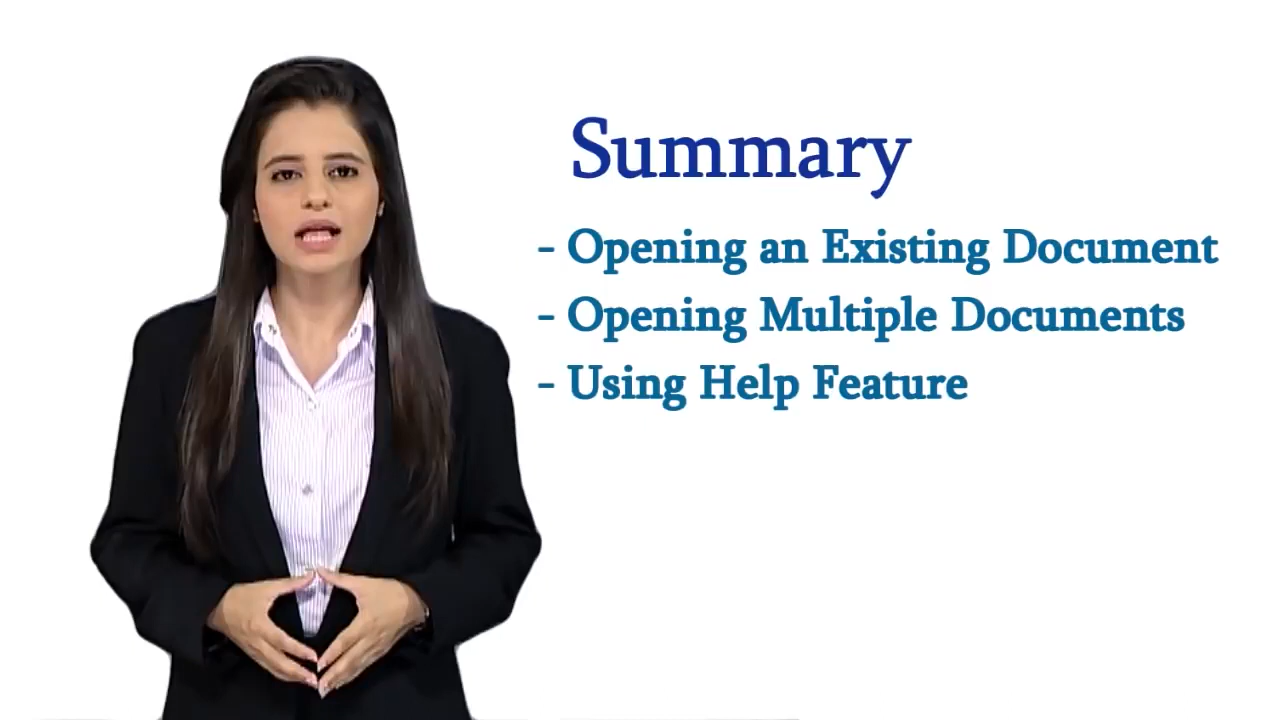 Summary
- Opening an Existing Document
- Opening Multiple Documents
- Using Help Feature